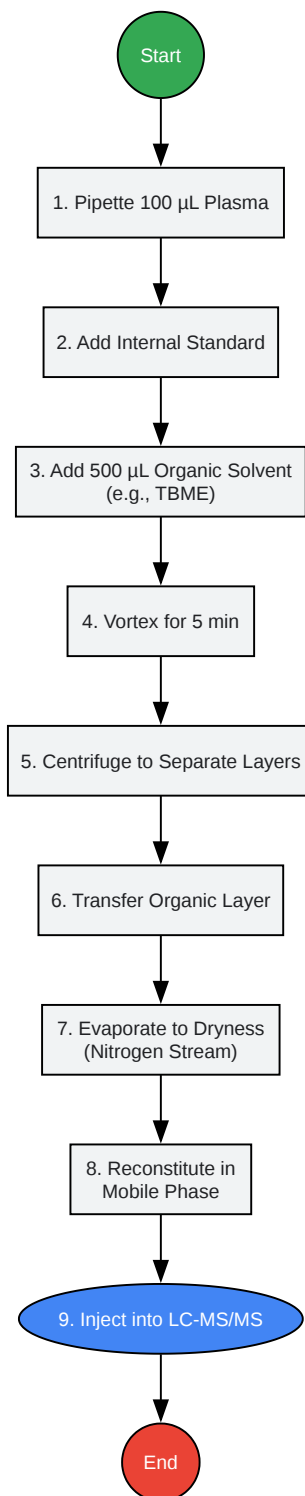 Start
1. Pipette 100 µL Plasma
2. Add Internal Standard
3. Add 500 µL Organic Solvent
(e.g., TBME)
4. Vortex for 5 min
5. Centrifuge to Separate Layers
6. Transfer Organic Layer
7. Evaporate to Dryness
(Nitrogen Stream)
8. Reconstitute in
Mobile Phase
9. Inject into LC-MS/MS
End